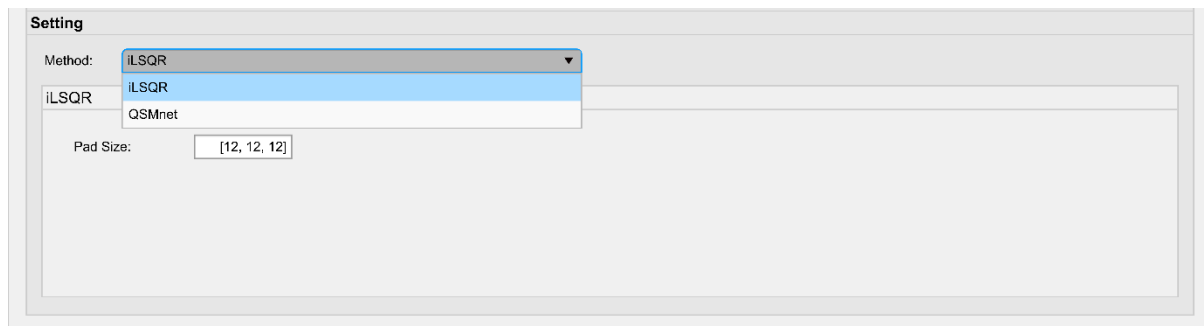 Setting
Method: iLSQR
iLSQR
iLSQR
QSMnet
Pad Size: [12, 12, 12]